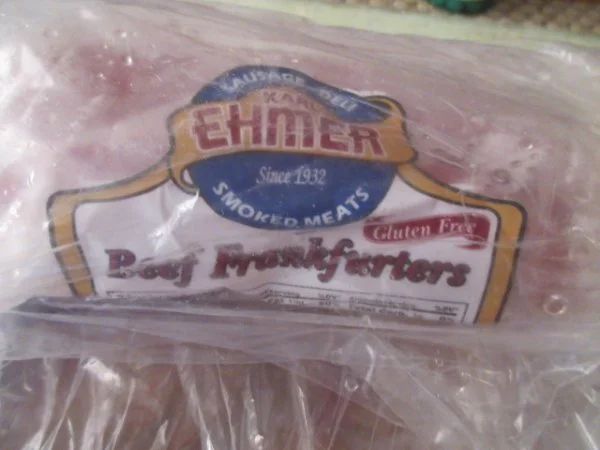 SAUSAGE DELI
KARL
EHMER
Since 1932
SMOKED MEATS
Gluten Free
Beef Frankfurters